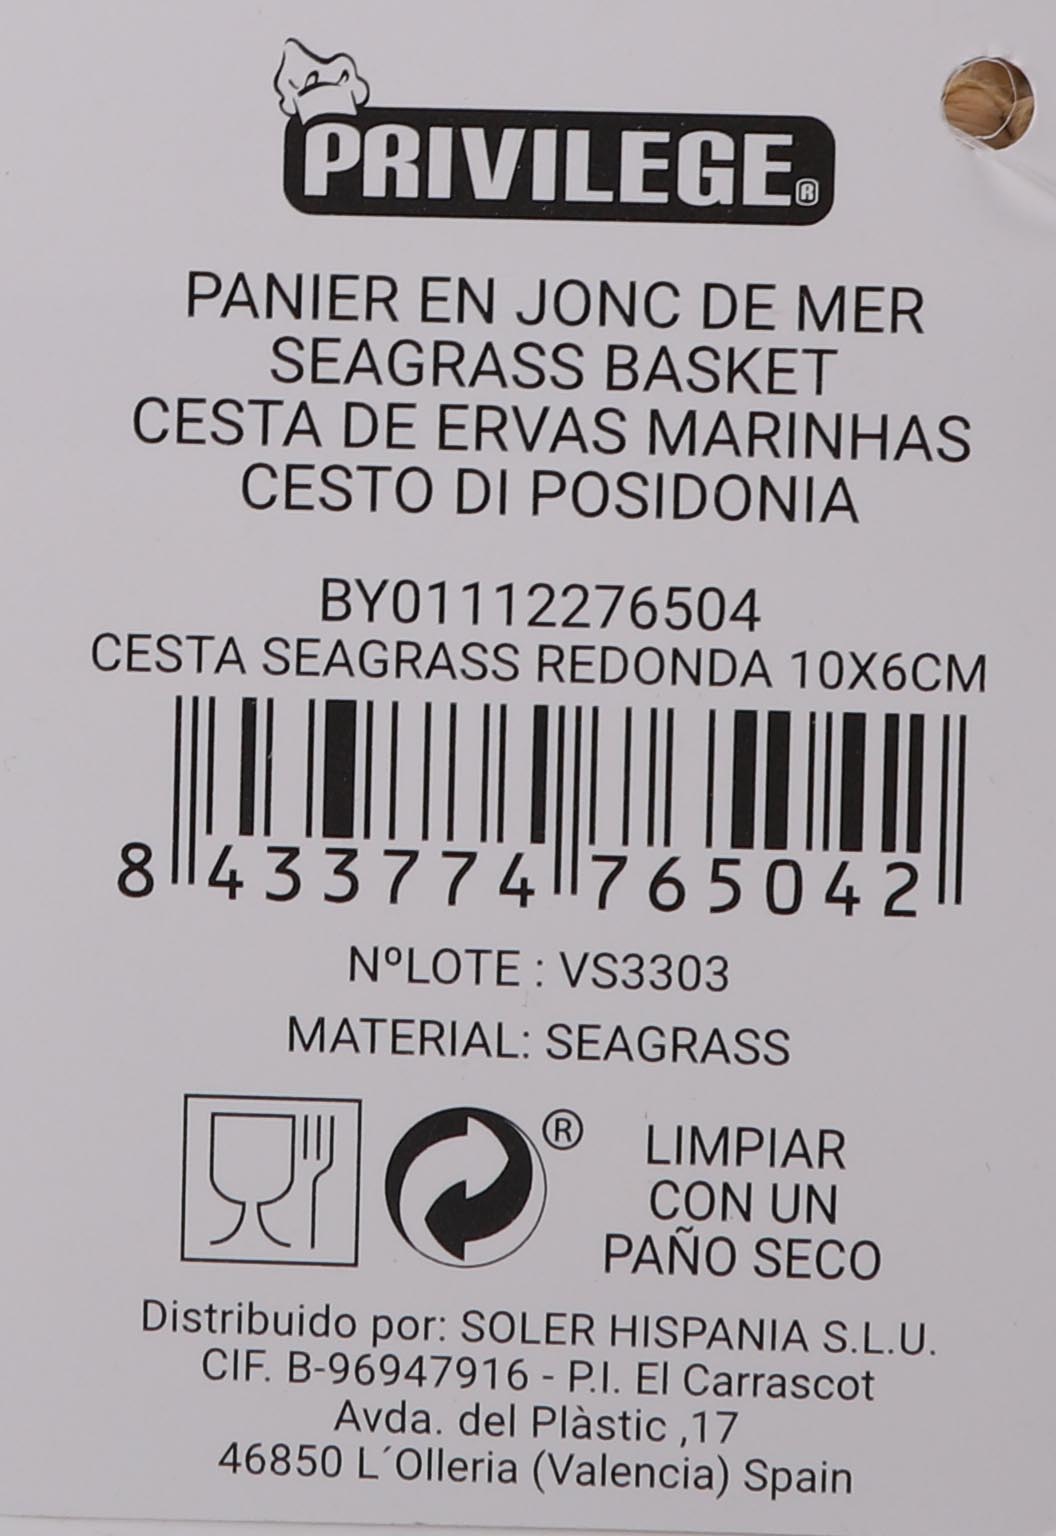 PRIVILEGE®
PANIER EN JONC DE MER
SEAGRASS BASKET
CESTA DE ERVAS MARINHAS
CESTO DI POSIDONIA
BY01112276504
CESTA SEAGRASS REDONDA 10X6CM
8 433774 765042
NºLOTE : VS3303
MATERIAL: SEAGRASS
®
LIMPIAR
CON UN
PAÑO SECO
Distribuido por: SOLER HISPANIA S.L.U.
CIF. B-96947916 - P.I. El Carrascot
Avda. del Plàstic ,17
46850 L´Olleria (Valencia) Spain